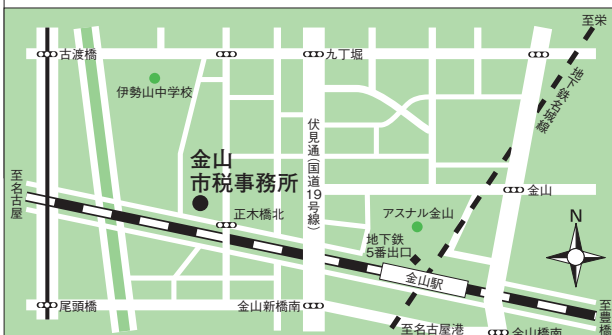 至栄
古渡橋
九丁堀
地下鉄名城線
伊勢山中学校
伏見通(国道19号線)
金山
市税事務所
至名古屋
金山
正木橋北
アスナル金山
N
地下鉄
5番出口
金山駅
尾頭橋
金山新橋南
至豊橋
至名古屋港
金山橋南